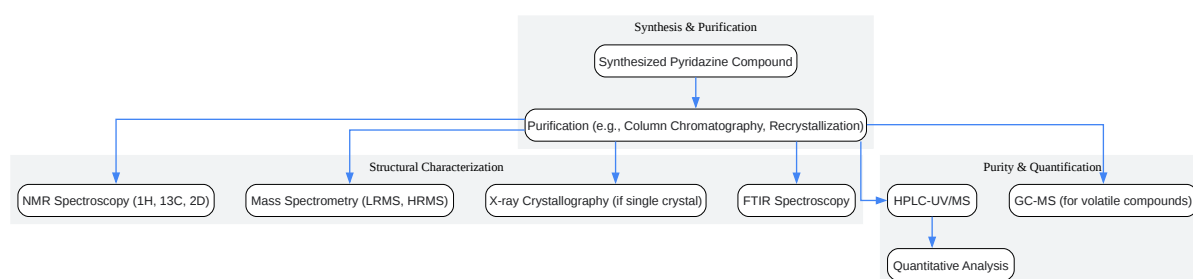 Synthesis & Purification
Synthesized Pyridazine Compound
Purification (e.g., Column Chromatography, Recrystallization)
Structural Characterization
Purity & Quantification
NMR Spectroscopy (1H, 13C, 2D)
Mass Spectrometry (LRMS, HRMS)
X-ray Crystallography (if single crystal)
FTIR Spectroscopy
HPLC-UV/MS
GC-MS (for volatile compounds)
Quantitative Analysis